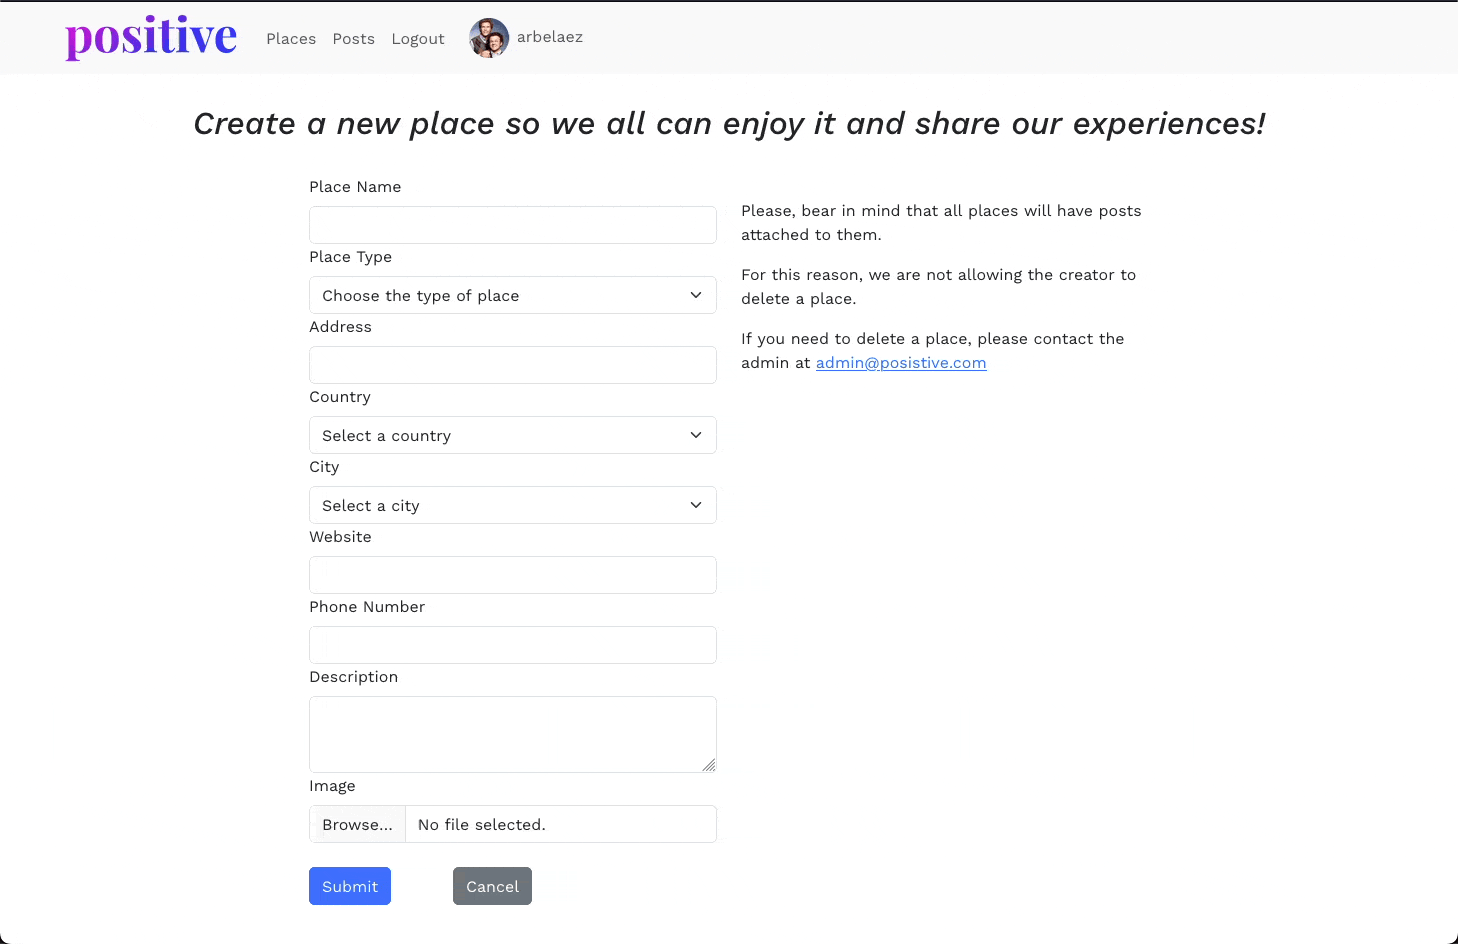 positive
Places Posts Logout arbelaez
Create a new place so we all can enjoy it and share our experiences!
Place Name
Place Type
Choose the type of place
Address
Country
Select a country
City
Select a city
Website
Phone Number
Description
Image
Browse... No file selected.
Submit Cancel
Please, bear in mind that all places will have posts
attached to them.
For this reason, we are not allowing the creator to
delete a place.
If you need to delete a place, please contact the
admin at admin@posistive.com